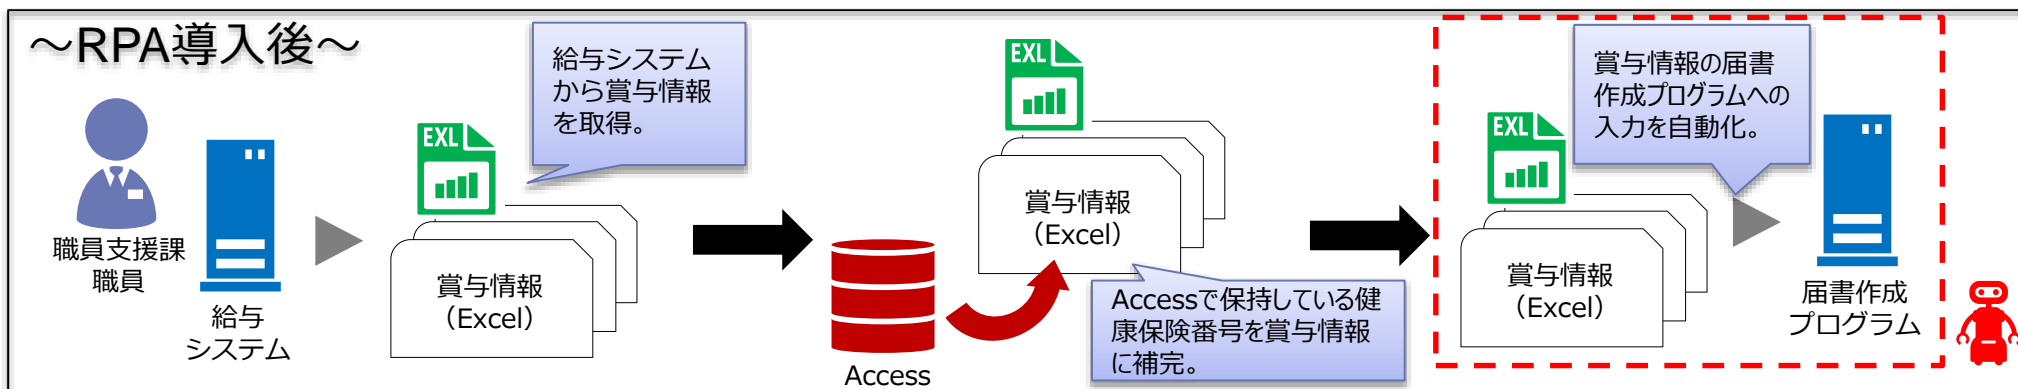 ～RPA導入後～
職員支援課
職員
給与
システム
EXL
賞与情報
（Excel）
給与システム
から賞与情報
を取得。
Access
EXL
賞与情報
（Excel）
Accessで保持している健
康保険番号を賞与情報
に補完。
EXL
賞与情報
（Excel）
賞与情報の届書
作成プログラムへの
入力を自動化。
届書作成
プログラム